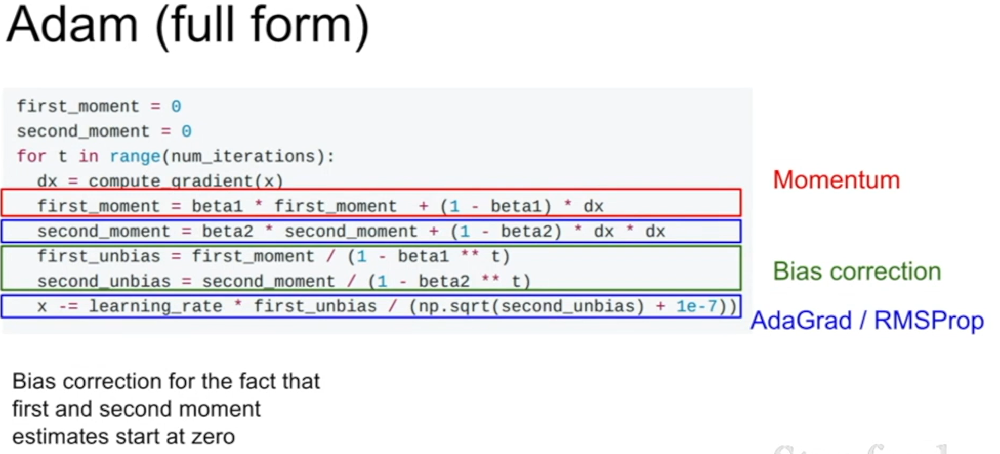 Adam (full form)
first_moment = 0
second_moment = 0
for t in range(num_iterations):
dx = compute_gradient(x)
Momentum
first_moment = beta1 * first_moment + (1 - beta1) * dx
second_moment = beta2 * second_moment + (1 - beta2) * dx * dx
first_unbias = first_moment / (1 - beta1 ** t)
Bias correction
second_unbias = second_moment / (1 - beta2 ** t)
x -= learning_rate * first_unbias / (np.sqrt(second_unbias) + 1e-7))
AdaGrad / RMSProp
Bias correction for the fact that
first and second moment
estimates start at zero